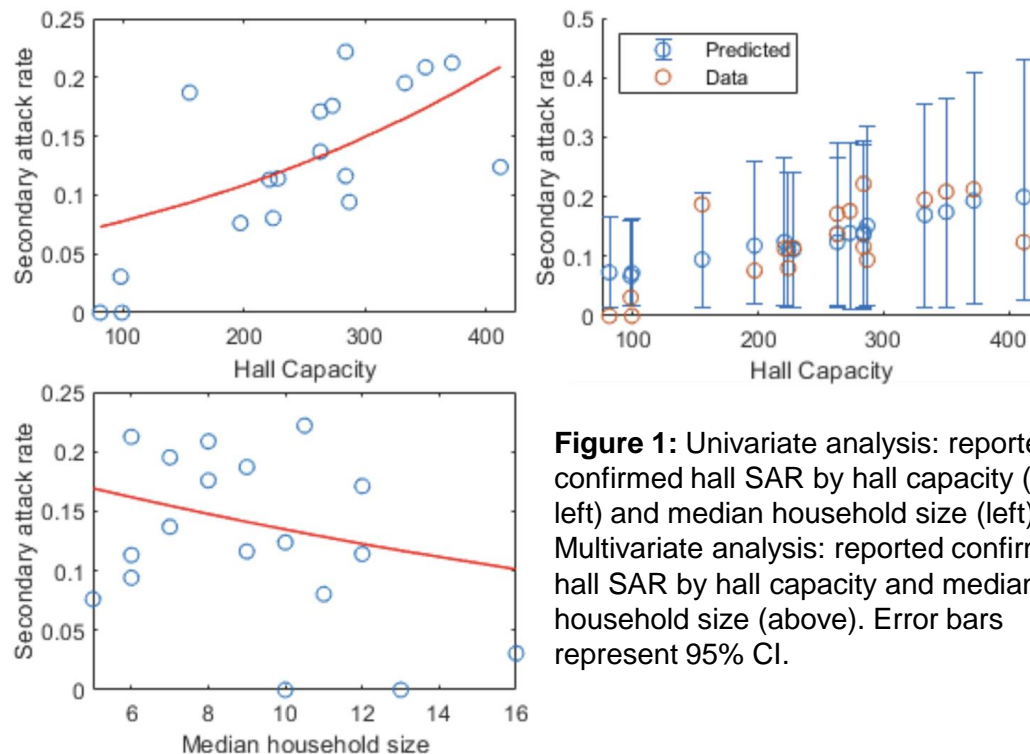 0.25
0.2
0.15
0.1
0.05
0
Secondary attack rate
100 200 300 400
Hall Capacity
0.5
0.4
0.3
0.2
0.1
0
Secondary attack rate
Predicted
Data
100 200 300 400
Hall Capacity
0.25
0.2
0.15
0.1
0.05
0
Secondary attack rate
6 8 10 12 14 16
Median household size
Figure 1: Univariate analysis: reported
confirmed hall SAR by hall capacity (
left) and median household size (left)
Multivariate analysis: reported confirm
hall SAR by hall capacity and median
household size (above). Error bars
represent 95% CI.